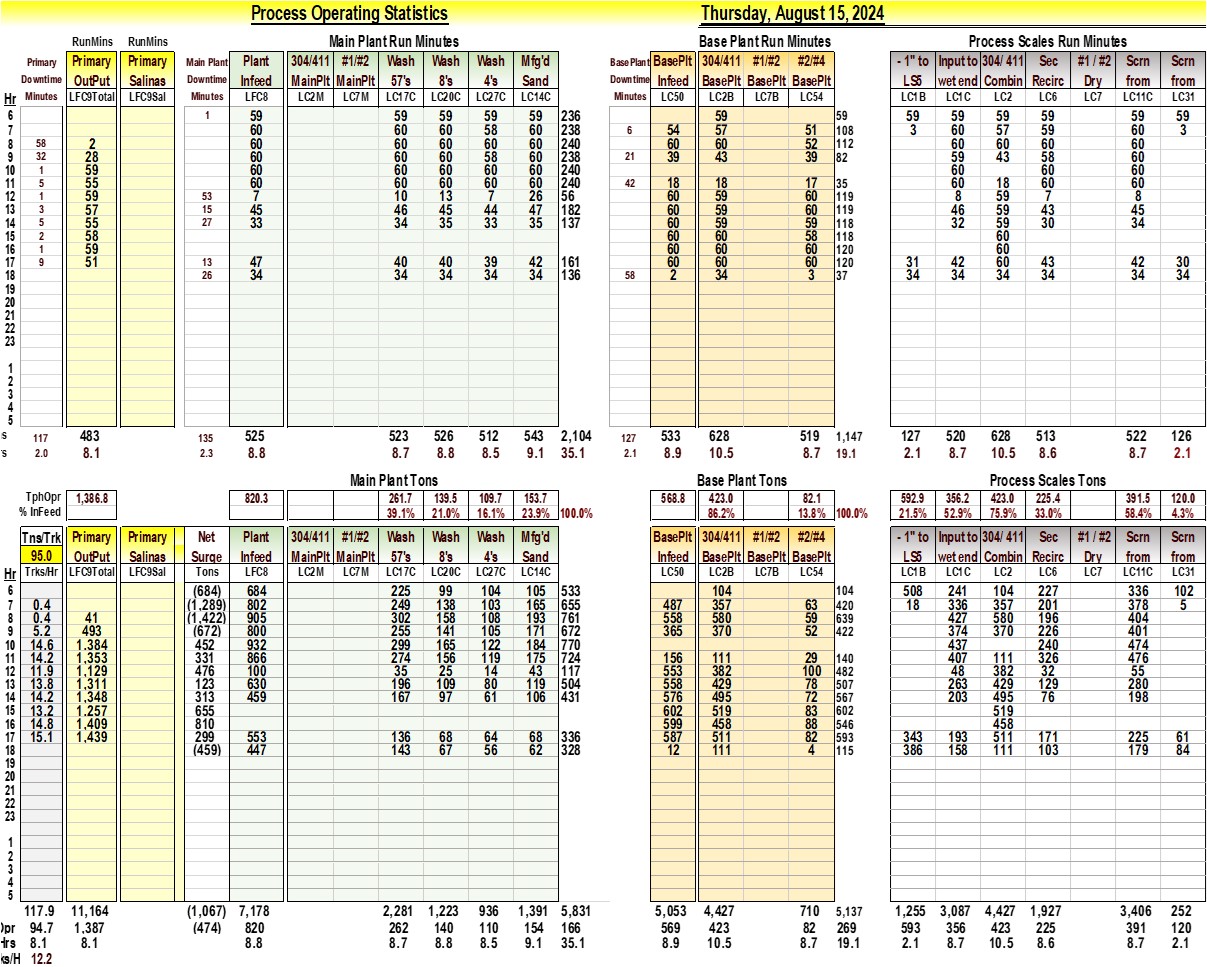 Process Operating Statistics Thursday, August 15, 2024
RunMins RunMins Main Plant Run Minutes Base Plant Run Minutes Process Scales Run Minutes
Primary Primary Primary Main Plant Plant 304/411 #1/#2 Wash Wash Wash Mfg'd Base Plant BasePlt 304/411 #1/#2 #2/#4 - 1" to Input to 304/ 411 Sec #1 / #2 Scrn Scrn
Downtime OutPut Salinas Downtime Infeed MainPlt MainPlt 57's 8's 4's Sand Downtime Infeed BasePlt BasePlt BasePlt LS5 wet end Combin Recirc Dry from from
Hr Minutes LFC9Total LFC9Sal Minutes LFC8 LC2M LC7M LC17C LC20C LC27C LC14C Minutes LC50 LC2B LC7B LC54 LC1B LC1C LC2 LC6 LC7 LC11C LC31
6 1 59 59 59 59 59 236 59 59 59 59 59 59 59 59
7 60 60 60 58 60 238 6 54 57 51 108 3 60 57 59 60 3
8 58 2 60 60 60 60 60 240 60 60 52 112 60 60 60 60
9 32 28 60 60 60 58 60 238 21 39 43 39 82 59 43 58 60
10 1 59 60 60 60 60 60 240 60 60 60
11 5 55 60 60 60 60 60 240 42 18 18 17 35 60 18 60 60
12 1 59 53 7 10 13 7 26 56 60 59 60 119 8 59 7 8
13 3 57 15 45 46 45 44 47 182 60 59 60 119 46 59 43 45
14 5 55 27 33 34 35 33 35 137 60 59 59 118 32 59 30 34
15 2 58 60 60 58 118 60
16 1 59 60 60 60 120 60
17 9 51 13 47 40 40 39 42 161 60 60 60 120 31 42 60 43 42 30
18 26 34 34 34 34 34 136 58 2 34 3 37 34 34 34 34 34 34
19
20
21
22
23
1
2
3
4
5
s 117 483 135 525 523 526 512 543 2,104 127 533 628 519 1,147 127 520 628 513 522 126
s 2.0 8.1 2.3 8.8 8.7 8.8 8.5 9.1 35.1 2.1 8.9 10.5 8.7 19.1 2.1 8.7 10.5 8.6 8.7 2.1
Main Plant Tons Base Plant Tons Process Scales Tons
TphOpr 1,386.8 820.3 261.7 139.5 109.7 153.7 568.8 423.0 82.1 592.9 356.2 423.0 225.4 391.5 120.0
% InFeed 39.1% 21.0% 16.1% 23.9% 100.0% 86.2% 13.8% 100.0% 21.5% 52.9% 75.9% 33.0% 58.4% 4.3%
Tns/Trk Primary Primary Net Plant 304/411 #1/#2 Wash Wash Wash Mfg'd BasePlt 304/411 #1/#2 #2/#4 - 1" to Input to 304/ 411 Sec #1 / #2 Scrn Scrn
95.0 OutPut Salinas Surge Infeed MainPlt MainPlt 57's 8's 4's Sand Infeed BasePlt BasePlt BasePlt LS5 wet end Combin Recirc Dry from from
Hr Trks/Hr LFC9Total LFC9Sal Tons LFC8 LC2M LC7M LC17C LC20C LC27C LC14C LC50 LC2B LC7B LC54 LC1B LC1C LC2 LC6 LC7 LC11C LC31
6 (684) 684 225 99 104 105 533 104 104 508 241 104 227 336 102
7 0.4 (1,289) 802 249 138 103 165 655 487 357 63 420 18 336 357 201 378 5
8 0.4 41 (1,422) 905 302 158 108 193 761 558 580 59 639 427 580 196 404
9 5.2 493 (672) 800 255 141 105 171 672 365 370 52 422 374 370 226 401
10 14.6 1,384 452 932 299 165 122 184 770 437 240 474
11 14.2 1,353 331 866 274 156 119 175 724 156 111 29 140 407 111 326 476
12 11.9 1,129 476 100 35 25 14 43 117 553 382 100 482 48 382 32 55
13 13.8 1,311 123 630 196 109 80 119 504 558 429 78 507 263 429 129 280
14 14.2 1,348 313 459 167 97 61 106 431 576 495 72 567 203 495 76 198
15 13.2 1,257 655 602 519 83 602 519
16 14.8 1,409 810 599 458 88 546 458
17 15.1 1,439 299 553 136 68 64 68 336 587 511 82 593 343 193 511 171 225 61
18 (459) 447 143 67 56 62 328 12 111 4 115 386 158 111 103 179 84
19
20
21
22
23
1
2
3
4
5
117.9 11,164 (1,067) 7,178 2,281 1,223 936 1,391 5,831 5,053 4,427 710 5,137 1,255 3,087 4,427 1,927 3,406 252
Opr 94.7 1,387 (474) 820 262 140 110 154 166 569 423 82 269 593 356 423 225 391 120
Hrs 8.1 8.1 8.8 8.7 8.8 8.5 9.1 35.1 8.9 10.5 8.7 19.1 2.1 8.7 10.5 8.6 8.7 2.1
ks/H 12.2